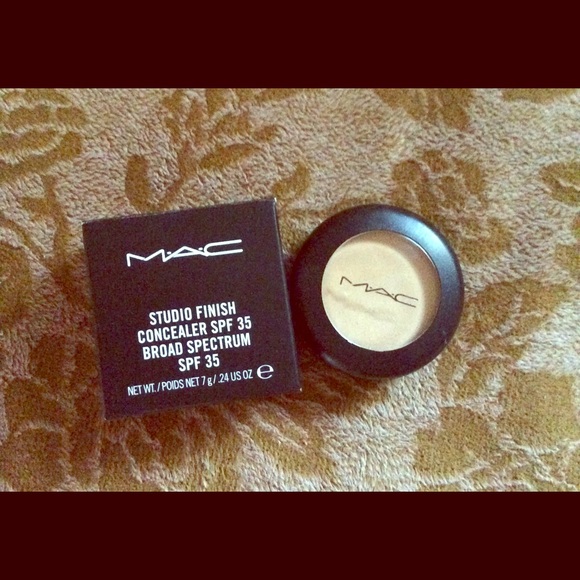 M·A·C
STUDIO FINISH
CONCEALER SPF 35
BROAD SPECTRUM
SPF 35
NET WT./POIDS NET 7 g/.24 US OZ ℮
M·A·C